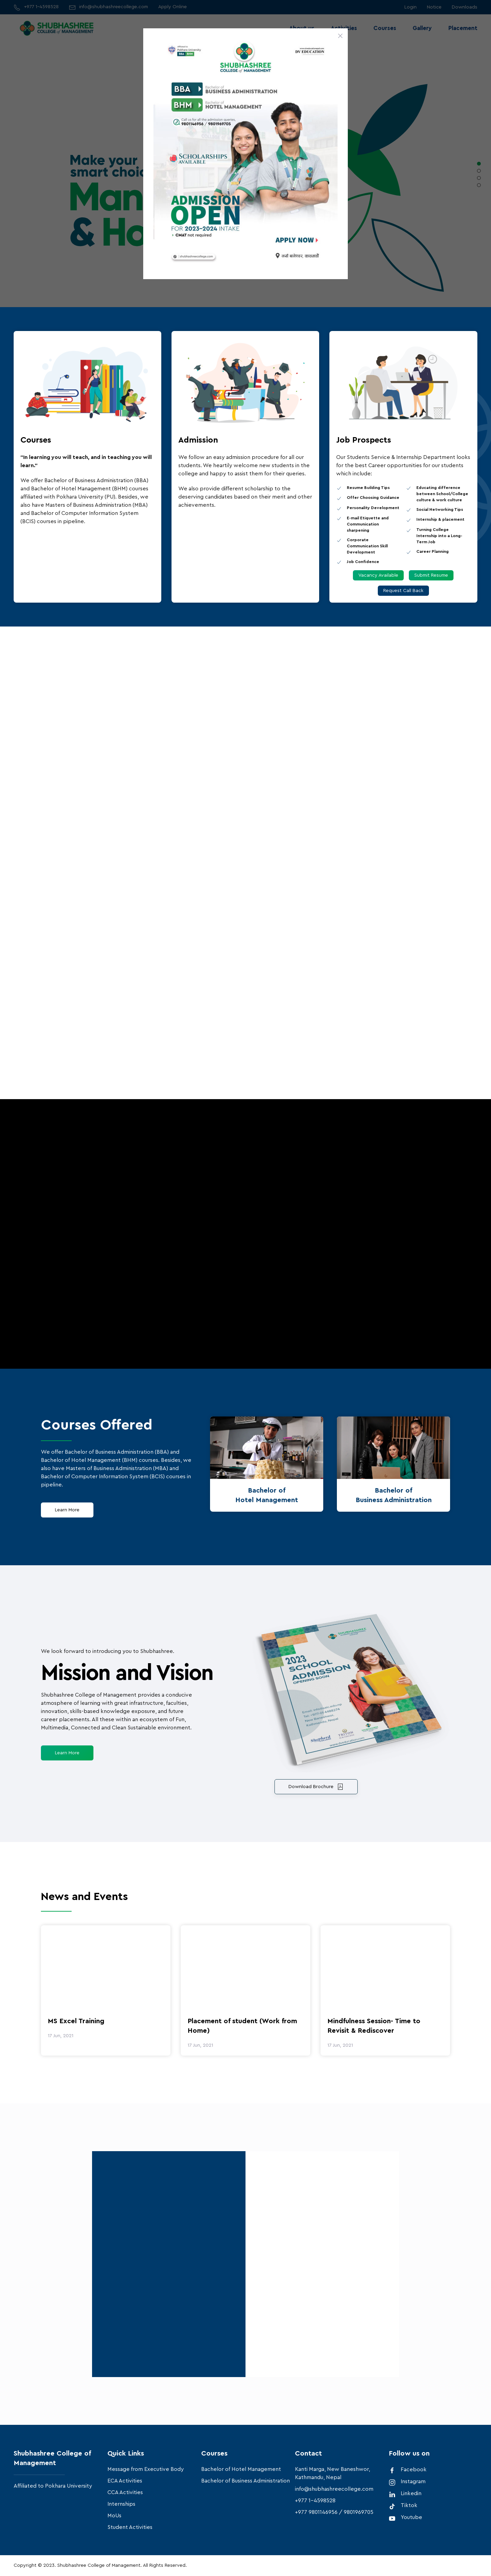 +977 1-4598528
info@shubhashreecollege.com
Apply Online
Login
Notice
Downloads
SHUBHASHREE
COLLEGE OF MANAGEMENT
Courses
Gallery
Placement
Make your
smart choic
Man
& Ho
SHUBHASHREE
COLLEGE OF MANAGEMENT
BY EDUCATION
BBA
Bachelor of
BUSINESS ADMINISTRATION
BHM
Bachelor of
HOTEL MANAGEMENT
Call us for all the admission queries,
9801146956 / 9801969705
SCHOLARSHIPS
AVAILABLE
ADMISSION
OPEN
FOR 2023-2024 INTAKE
CMAT not required
APPLY NOW
shubhashreecollege.com
Courses
"In learning you will teach, and in teaching you will
learn."
We offer Bachelor of Business Administration (BBA)
and Bachelor of Hotel Management (BHM) courses
affiliated with Pokhara University (PU). Besides, we
also have Masters of Business Administration (MBA)
and Bachelor of Computer Information System
(BCIS) courses in pipeline.
Admission
We follow an easy admission procedure for all our
students. We heartily welcome new students in the
college and happy to assist them for their queries.
We also provide different scholarship to the
deserving candidates based on their merit and other
achievements.
Job Prospects
Our Students Service & Internship Department looks
for the best Career opportunities for our students
which include:
Resume Building Tips
Offer Choosing Guidance
Personality Development
E-mail Etiquette and
Communication
sharpening
Corporate
Communication Skill
Development
Job Confidence
Educating difference
between School/College
culture & work culture
Social Networking Tips
Internship & placement
Turning College
Internship into a Long-
Term Job
Career Planning
Vacancy Available
Submit Resume
Request Call Back
Courses Offered
We offer Bachelor of Business Administration (BBA) and
Bachelor of Hotel Management (BHM) courses. Besides, we
also have Masters of Business Administration (MBA) and
Bachelor of Computer Information System (BCIS) courses in
pipeline.
Learn More
Bachelor of
Hotel Management
Bachelor of
Business Administration
We look forward to introducing you to Shubhashree.
Mission and Vision
Shubhashree College of Management provides a conducive
atmosphere of learning with great infrastructure, faculties,
innovation, skills-based knowledge exposure, and future
career placements. All these within an ecosystem of Fun,
Multimedia, Connected and Clean Sustainable environment.
Learn More
2023
SCHOOL
ADMISSION
OPENING SOON
Download Brochure
News and Events
MS Excel Training
17 Jun, 2021
Placement of student (Work from
Home)
17 Jun, 2021
Mindfulness Session- Time to
Revisit & Rediscover
17 Jun, 2021
Shubhashree College of
Management
Affiliated to Pokhara University
Quick Links
Message from Executive Body
ECA Activities
CCA Activities
Internships
MoUs
Student Activities
Courses
Bachelor of Hotel Management
Bachelor of Business Administration
Contact
Kanti Marga, New Baneshwor,
Kathmandu, Nepal
info@shubhashreecollege.com
+977 1-4598528
+977 9801146956 / 9801969705
Follow us on
Facebook
Instagram
Linkedin
Tiktok
Youtube
Copyright © 2023. Shubhashree College of Management. All Rights Reserved.